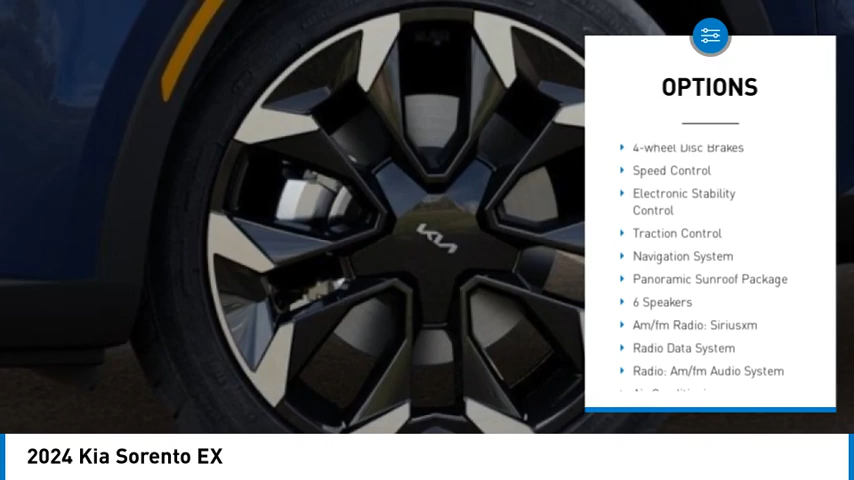 OPTIONS
4-wheel Disc Brakes
Speed Control
Electronic Stability
Control
Traction Control
Navigation System
Panoramic Sunroof Package
6 Speakers
Am/fm Radio: Siriusxm
Radio Data System
Radio: Am/fm Audio System
KIA
2024 Kia Sorento EX